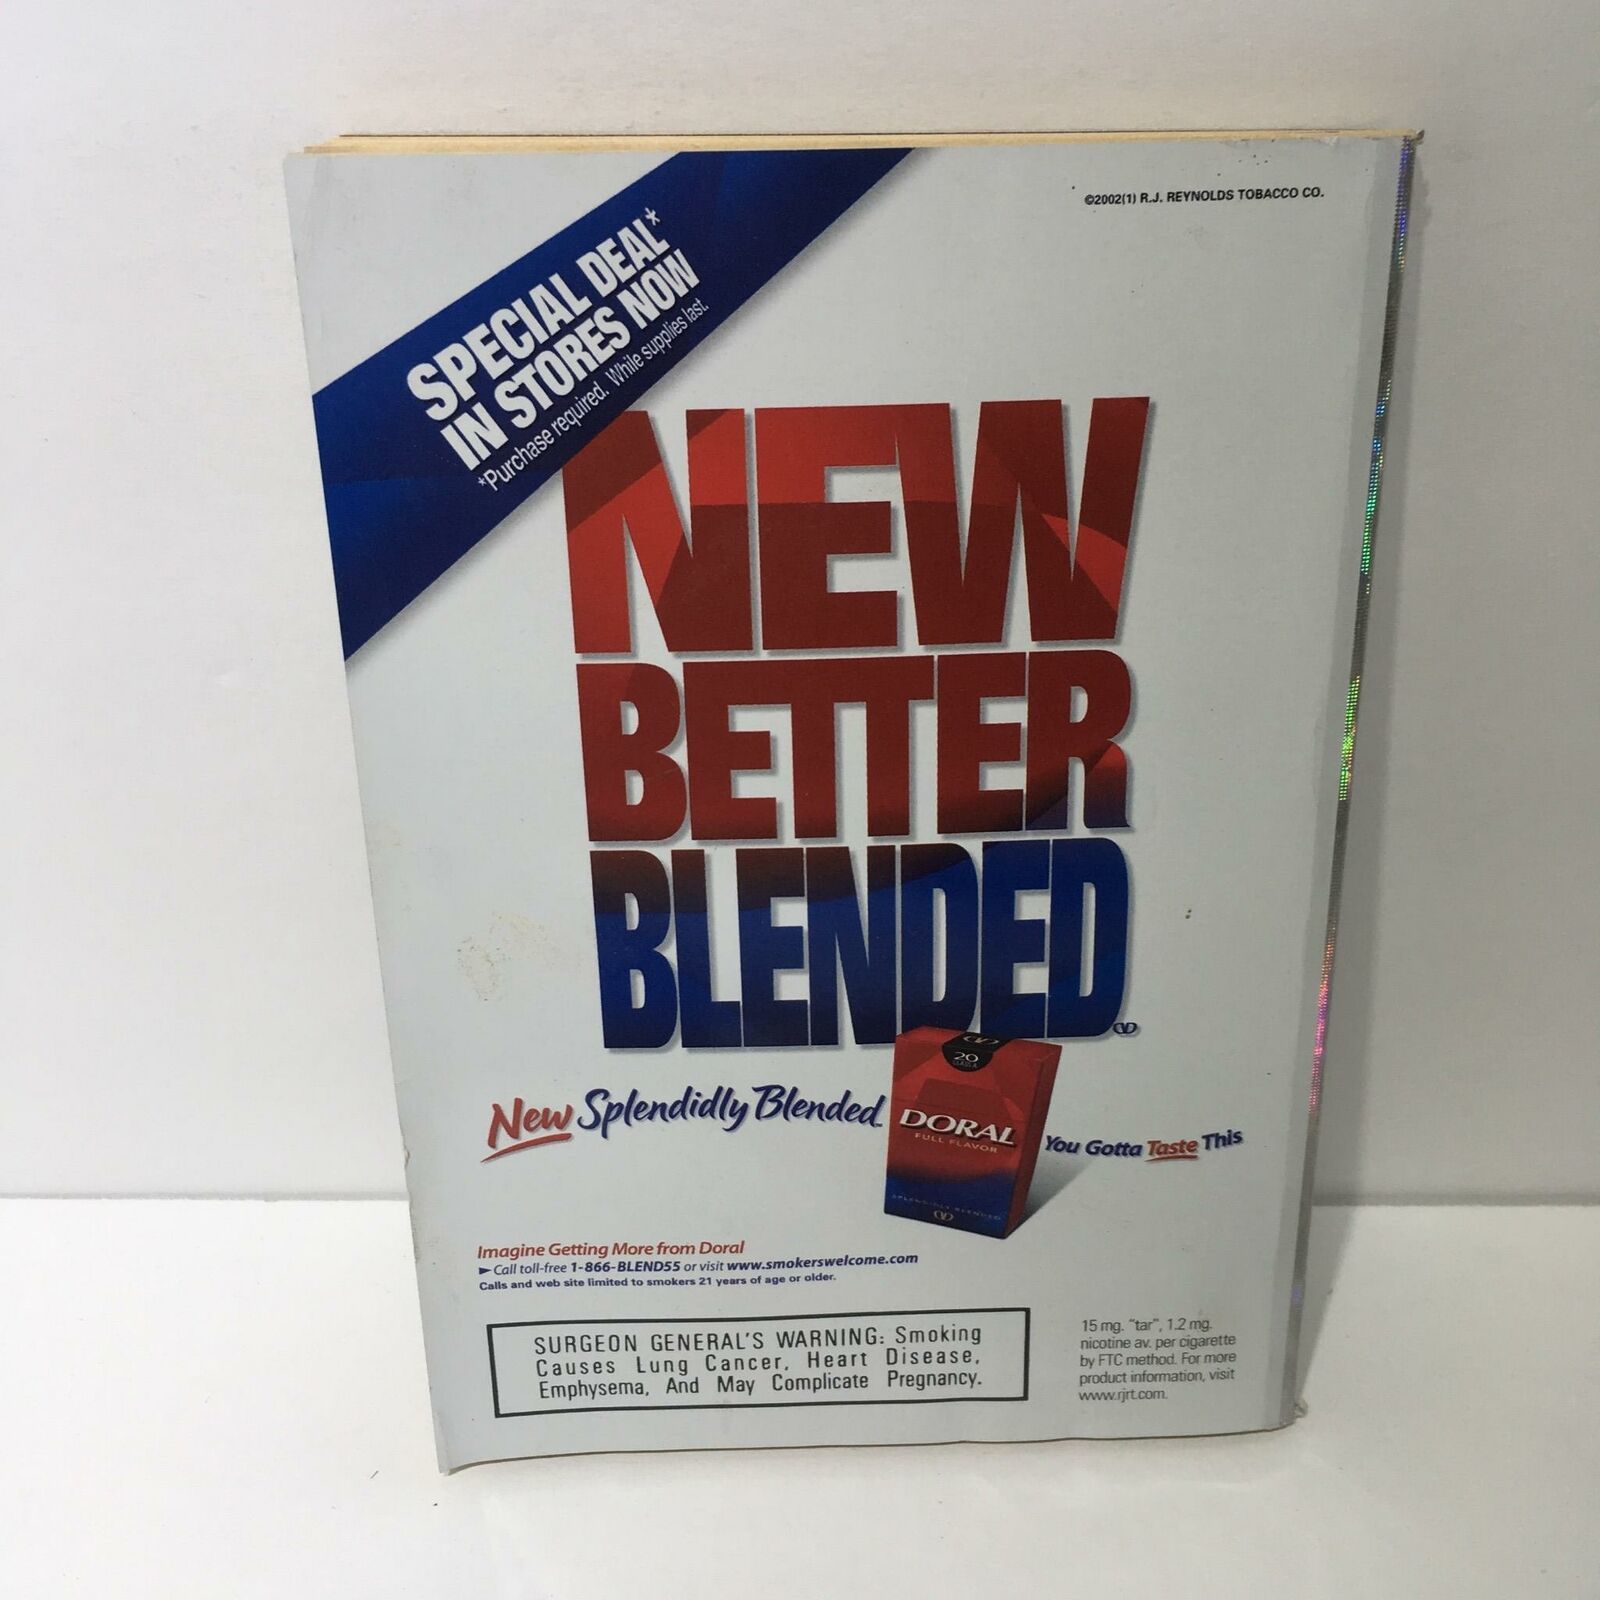 ©2002(1) R.J. REYNOLDS TOBACCO CO.
SPECIAL DEAL*
IN STORES NOW
*Purchase required. While supplies last.
NEW
BETTER
BLENDED
New Splendidly Blended
20
CLASS A
DORAL
FULL FLAVOR
SPLENDIDLY BLENDED
You Gotta Taste This
Imagine Getting More from Doral
►Call toll-free 1-866-BLEND55 or visit www.smokerswelcome.com
Calls and web site limited to smokers 21 years of age or older.
SURGEON GENERAL'S WARNING: Smoking
Causes Lung Cancer, Heart Disease,
Emphysema, And May Complicate Pregnancy.
15 mg. "tar", 1.2 mg.
nicotine av. per cigarette
by FTC method. For more
product information, visit
www.rjrt.com.